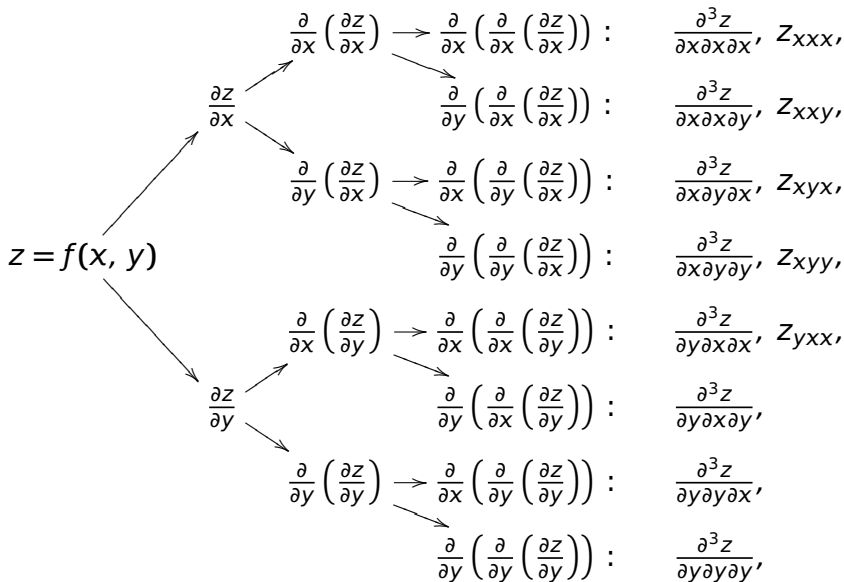 ∂/∂x (∂z/∂x) → ∂/∂x (∂/∂x (∂z/∂x)) : ∂³z/∂x∂x∂x, z_xxx,
∂z/∂x
∂/∂y (∂/∂x (∂z/∂x)) : ∂³z/∂x∂x∂y, z_xxy,
∂/∂y (∂z/∂x) → ∂/∂x (∂/∂y (∂z/∂x)) : ∂³z/∂x∂y∂x, z_xyx,
z = f(x, y)
∂/∂y (∂/∂y (∂z/∂x)) : ∂³z/∂x∂y∂y, z_xyy,
∂/∂x (∂z/∂y) → ∂/∂x (∂/∂x (∂z/∂y)) : ∂³z/∂y∂x∂x, z_yxx,
∂z/∂y
∂/∂y (∂/∂x (∂z/∂y)) : ∂³z/∂y∂x∂y,
∂/∂y (∂z/∂y) → ∂/∂x (∂/∂y (∂z/∂y)) : ∂³z/∂y∂y∂x,
∂/∂y (∂/∂y (∂z/∂y)) : ∂³z/∂y∂y∂y,